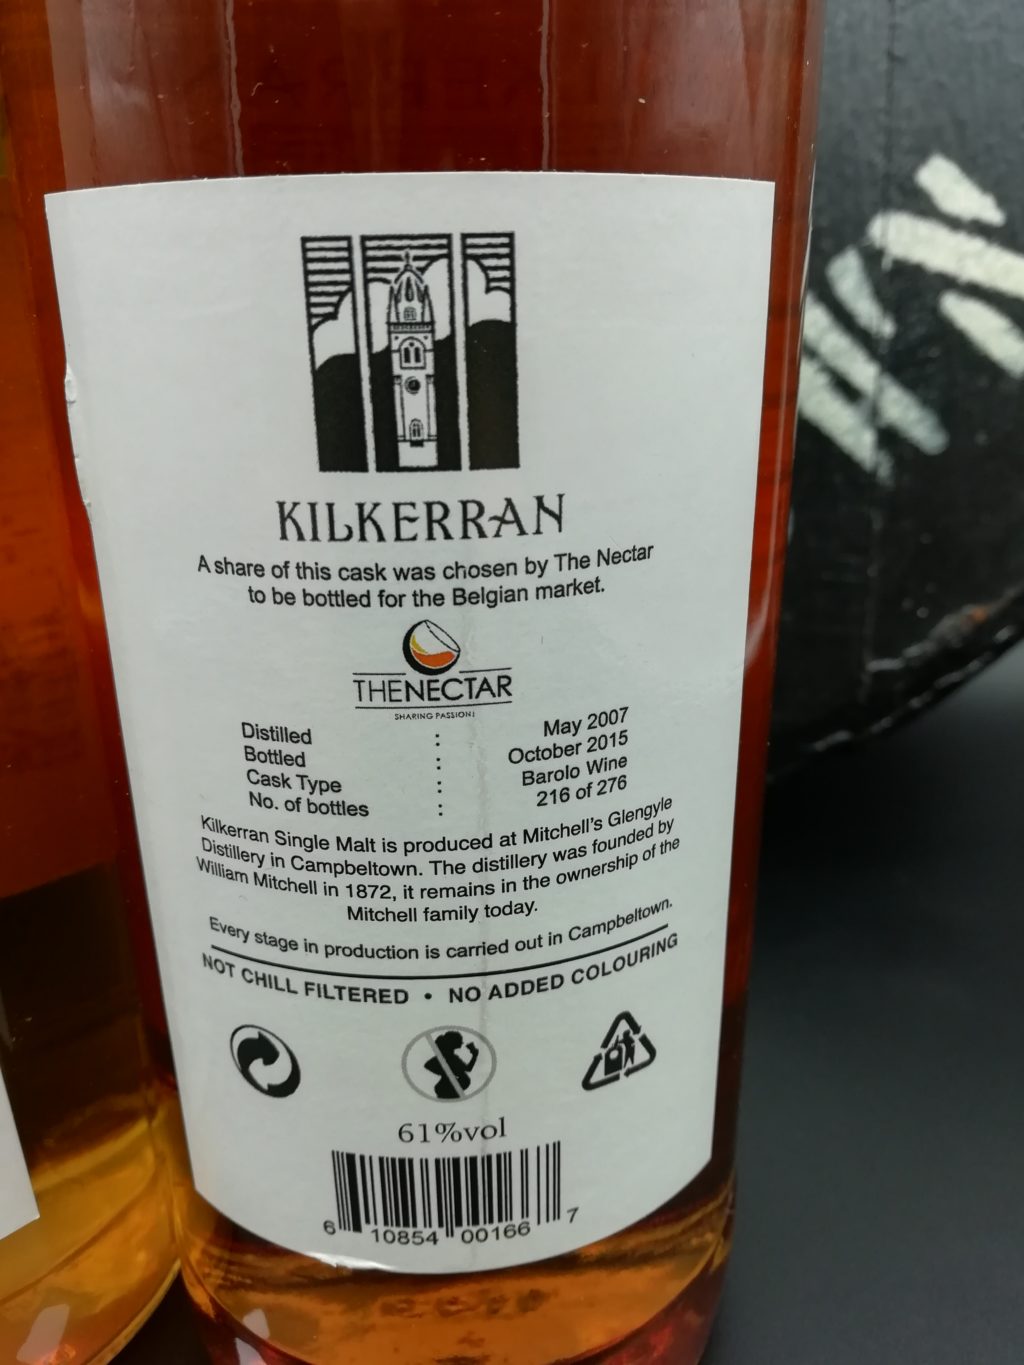 KILKERRAN
A share of this cask was chosen by The Nectar
to be bottled for the Belgian market.
THENECTAR
SHARING PASSION!
Distilled : May 2007
Bottled : October 2015
Cask Type : Barolo Wine
No. of bottles : 216 of 276
Kilkerran Single Malt is produced at Mitchell's Glengyle
Distillery in Campbeltown. The distillery was founded by
William Mitchell in 1872, it remains in the ownership of the
Mitchell family today.
Every stage in production is carried out in Campbeltown.
NOT CHILL FILTERED • NO ADDED COLOURING
61%vol
6 10854 00166 7